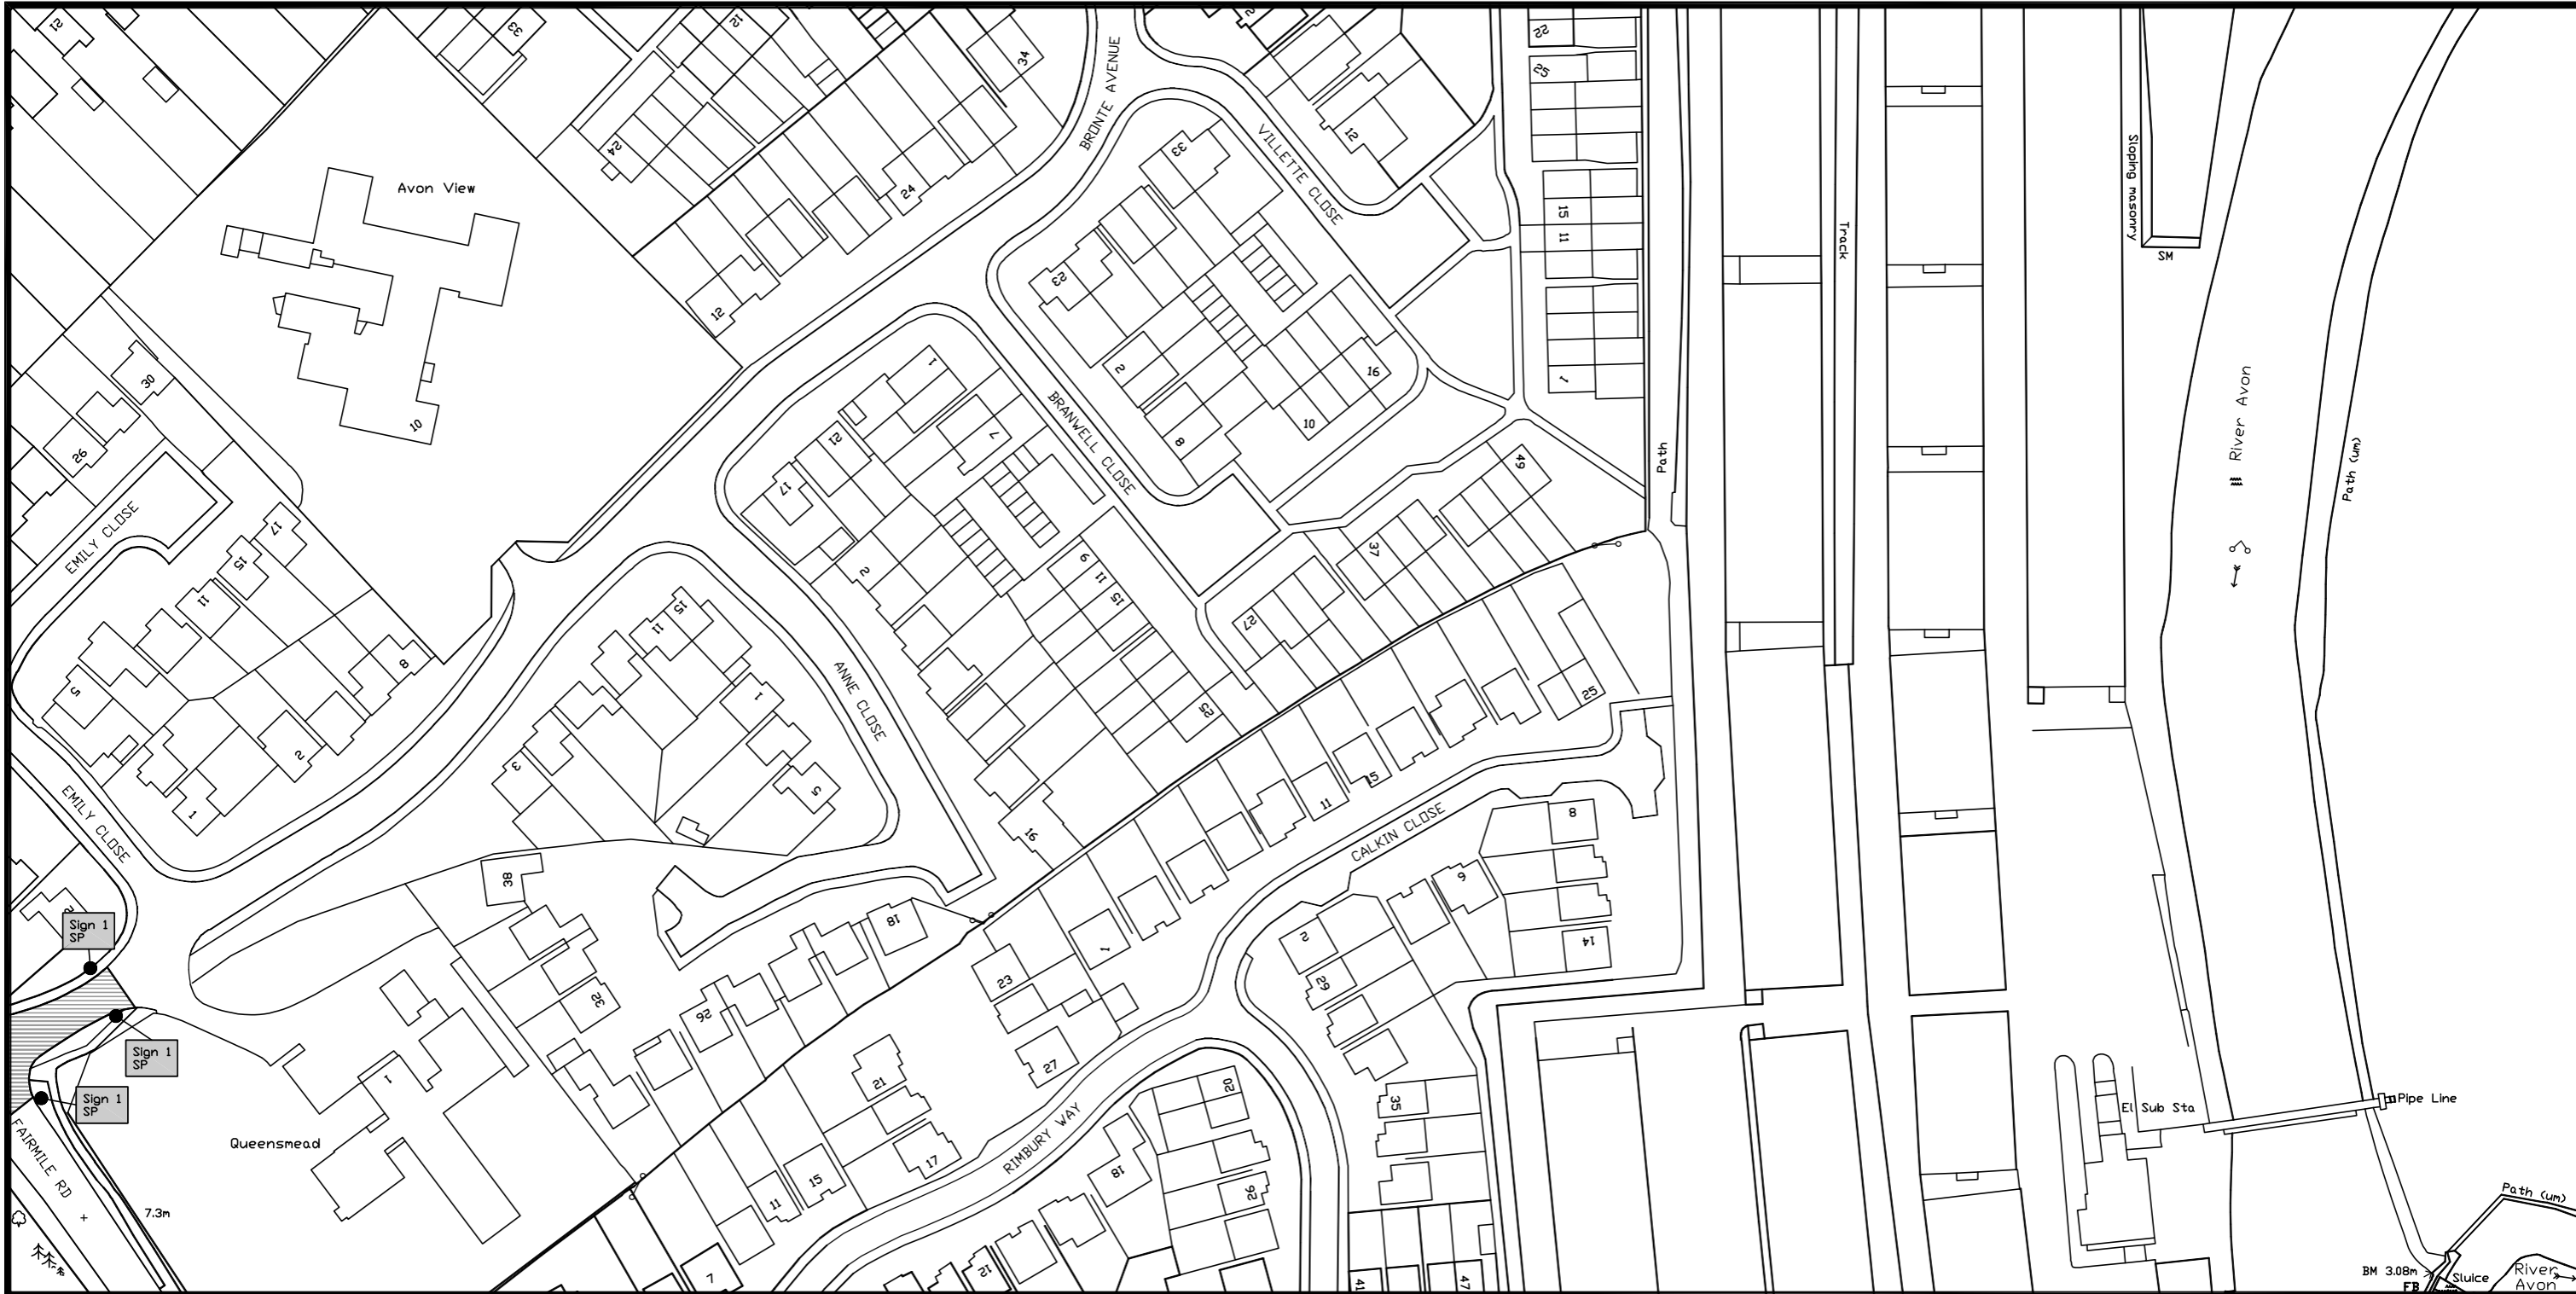 21
33
12
34
22
25
BRONTE AVENUE
VILLETTE CLOSE
12
24
24
33
15
11
1
Avon View
Sloping masonry
SM
Track
Path
River Avon
Path (um)
12
23
2
8
10
16
30
26
10
1
7
12
17
2
BRANWELL CLOSE
49
37
27
EMILY CLOSE
17
15
11
5
8
2
1
9
11
15
25
15
11
3
1
5
ANNE CLOSE
16
25
15
11
CALKIN CLOSE
8
9
14
2
29
EMILY CLOSE
38
32
18
26
Sign 1
SP
Sign 1
SP
Sign 1
SP
23
27
1
21
17
15
11
7
1
Queensmead
FAIRMILE RD
7.3m
RIMBURY WAY
20
18
26
12
35
41
47
El Sub Sta
Pipe Line
Path (um)
BM 3.08m
FB
Sluice
River
Avon